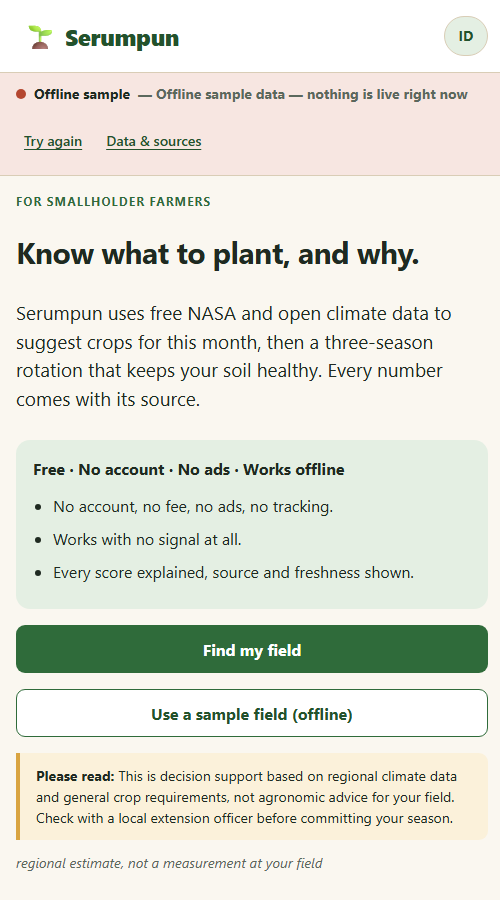 Serumpun
ID
Offline sample — Offline sample data — nothing is live right now
Try again Data & sources
FOR SMALLHOLDER FARMERS
Know what to plant, and why.
Serumpun uses free NASA and open climate data to
suggest crops for this month, then a three-season
rotation that keeps your soil healthy. Every number
comes with its source.
Free · No account · No ads · Works offline
• No account, no fee, no ads, no tracking.
• Works with no signal at all.
• Every score explained, source and freshness shown.
Find my field
Use a sample field (offline)
Please read: This is decision support based on regional climate data
and general crop requirements, not agronomic advice for your field.
Check with a local extension officer before committing your season.
regional estimate, not a measurement at your field